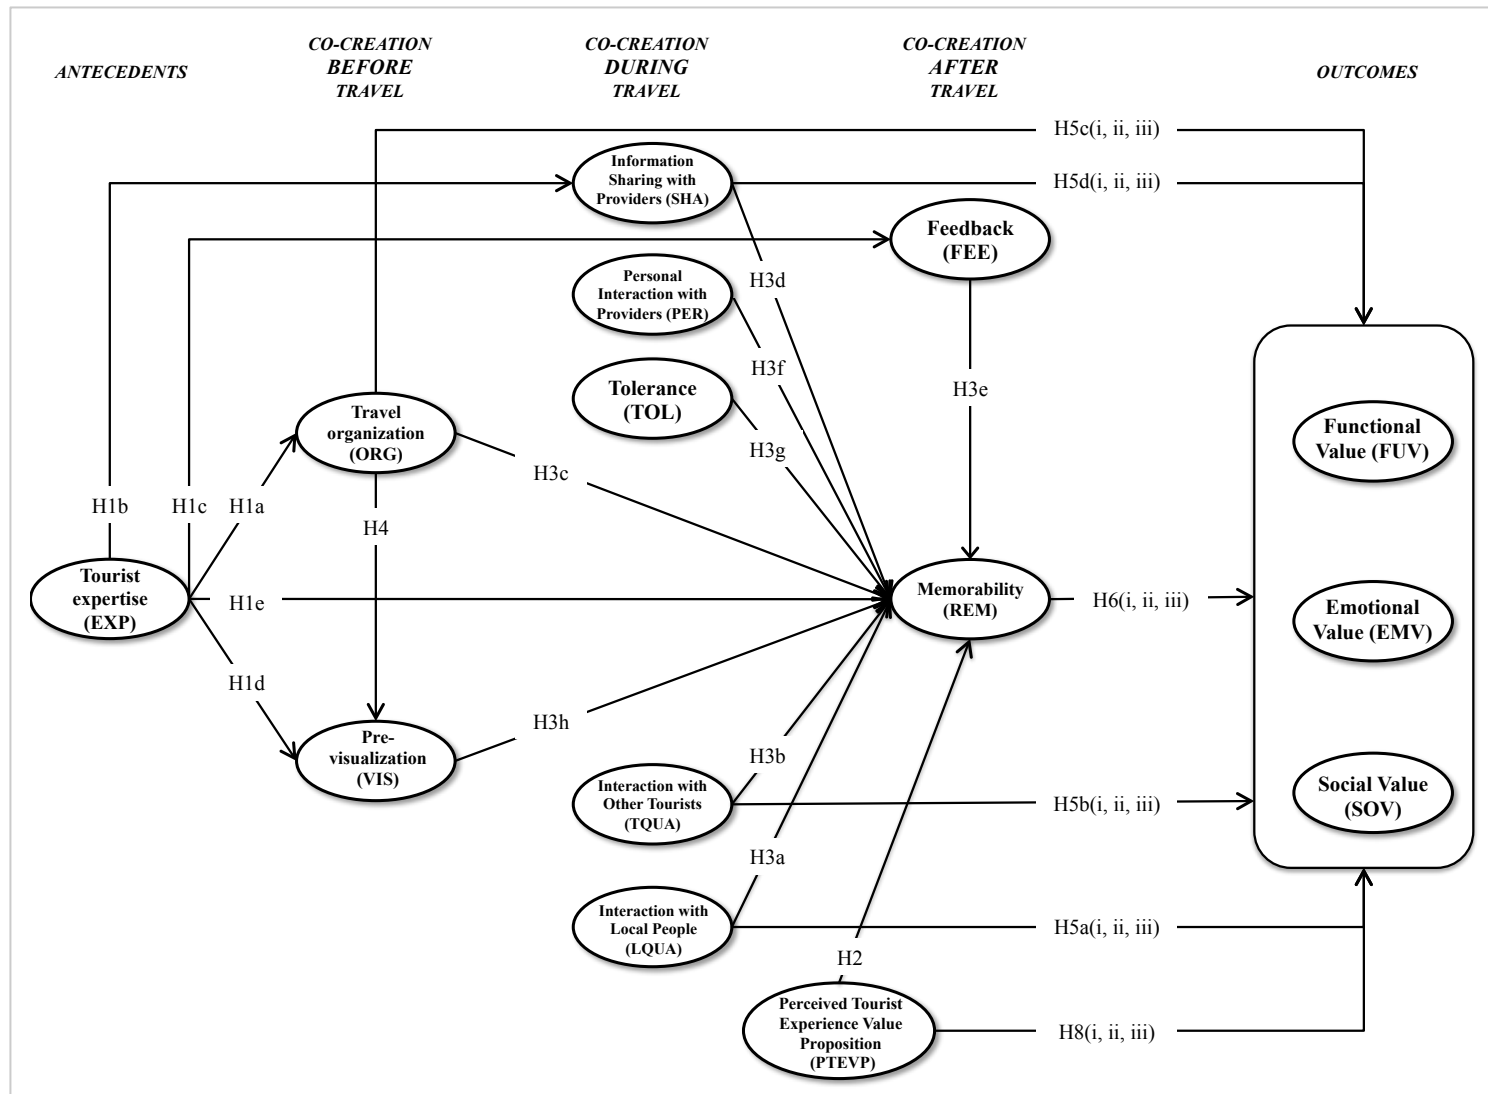 ANTECEDENTS
CO-CREATION
BEFORE
TRAVEL
CO-CREATION
DURING
TRAVEL
CO-CREATION
AFTER
TRAVEL
OUTCOMES
H5c(i, ii, iii)
Information
Sharing with
Providers (SHA)
H5d(i, ii, iii)
Feedback
(FEE)
H3d
Personal
Interaction with
Providers (PER)
H3f
Tolerance
(TOL)
H3e
H3g
Travel
organization
(ORG)
H3c
Functional
Value (FUV)
H1b
H1c
H1a
H4
Tourist
expertise
(EXP)
H1e
Memorability
(REM)
H6(i, ii, iii)
Emotional
Value (EMV)
H1d
H3h
Pre-
visualization
(VIS)
H3b
Interaction with
Other Tourists
(TQUA)
H5b(i, ii, iii)
Social Value
(SOV)
H3a
Interaction with
Local People
(LQUA)
H5a(i, ii, iii)
H2
Perceived Tourist
Experience Value
Proposition
(PTEVP)
H8(i, ii, iii)